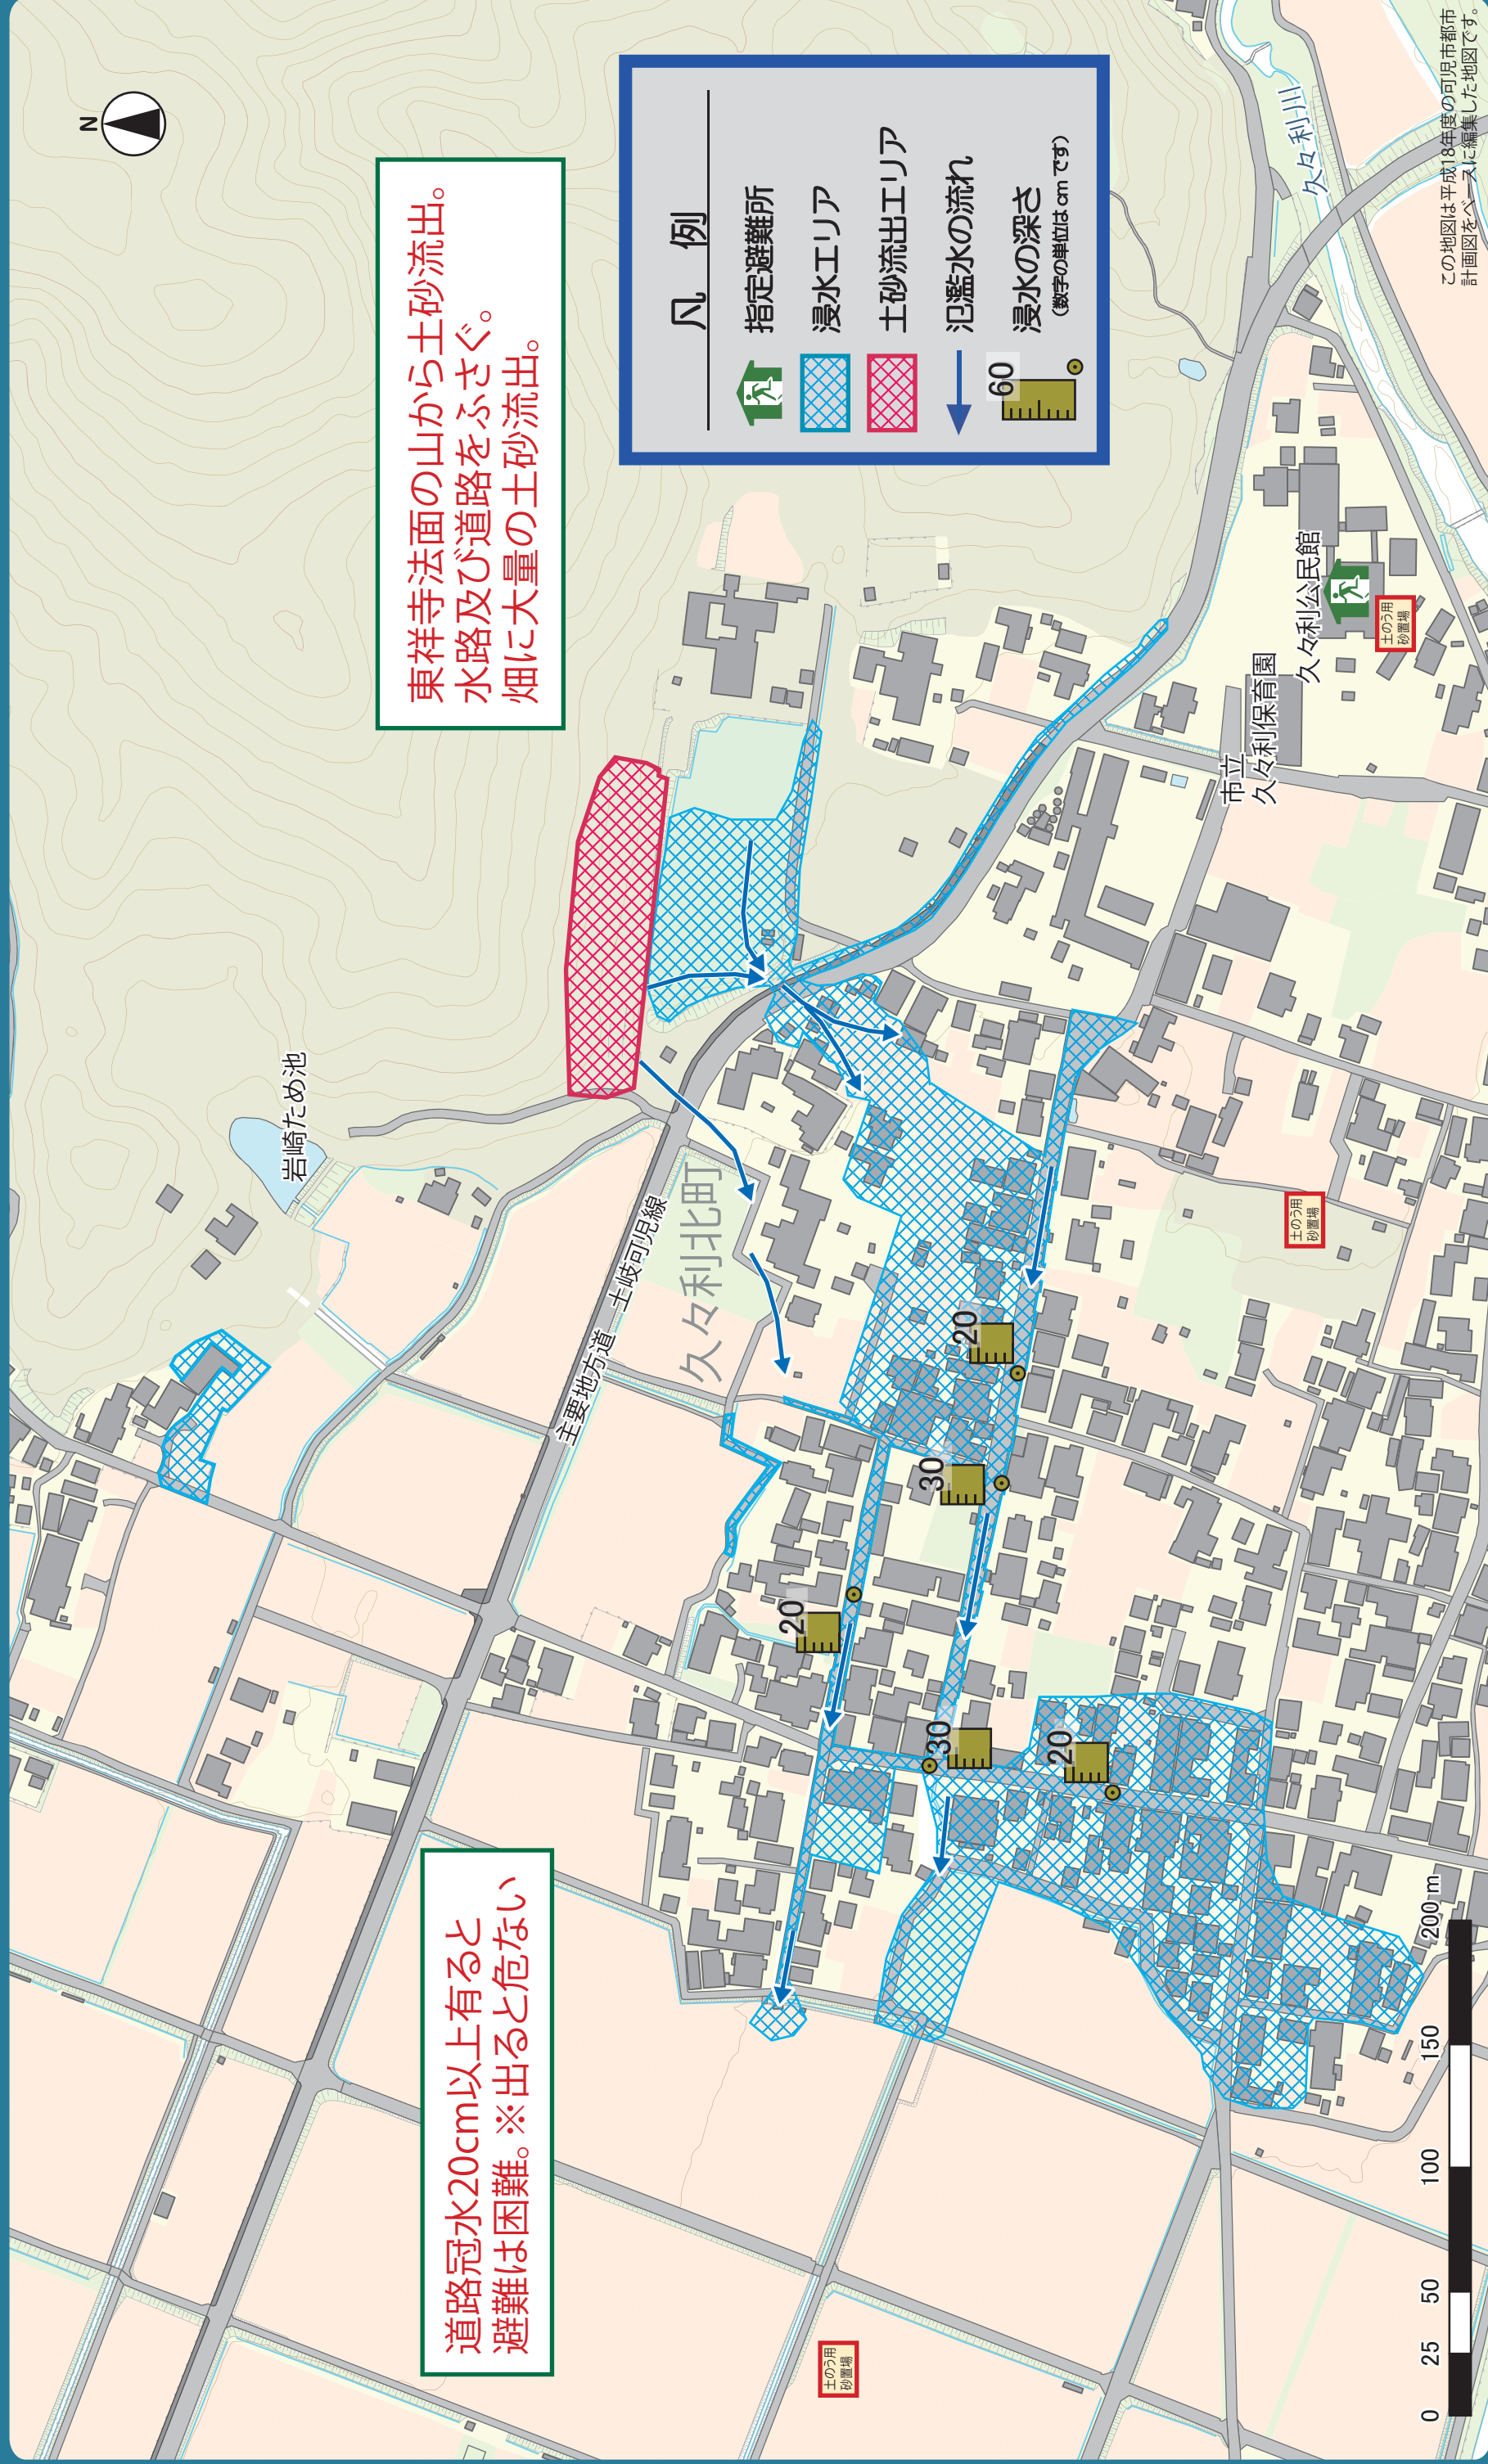 N
東祥寺法面の山から土砂流出。
水路及び道路をふさぐ。
畑に大量の土砂流出。
凡例
指定避難所
浸水エリア
土砂流出エリア
氾濫水の流れ
60
浸水の深さ
(数字の単位はcmです)
岩崎ため池
主要地方道 土岐可児線
久々利北町
道路冠水20cm以上有ると
避難は困難。※出ると危ない
20
30
20
30
20
久々利川
久々利公民館
土のう用
砂置場
市立
久々利保育園
土のう用
砂置場
土のう用
砂置場
0 25 50 100 150 200m
この地図は平成18年度の可児市都市
計画図をベースに編集した地図です。